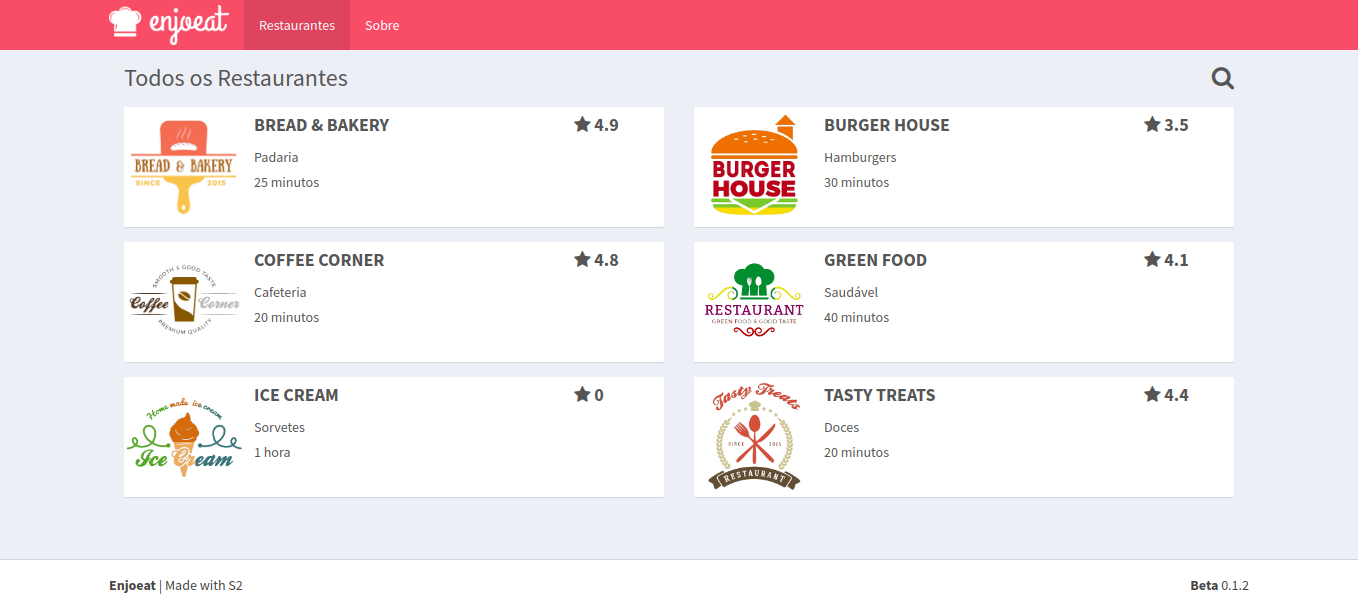 enjoeat Restaurantes Sobre
Todos os Restaurantes
BREAD & BAKERY
SINCE 2015
BREAD & BAKERY 4.9
Padaria
25 minutos
BURGER
HOUSE
BURGER HOUSE 3.5
Hamburgers
30 minutos
SMOOTH & GOOD TASTE
Coffee Corner
PREMIUM QUALITY
COFFEE CORNER 4.8
Cafeteria
20 minutos
RESTAURANT
GREEN FOOD & GOOD TASTE
GREEN FOOD 4.1
Saudável
40 minutos
Home made ice cream
Ice Cream
ICE CREAM 0
Sorvetes
1 hora
Tasty Treats
SINCE 2015
RESTAURANT
TASTY TREATS 4.4
Doces
20 minutos
Enjoeat | Made with S2
Beta 0.1.2